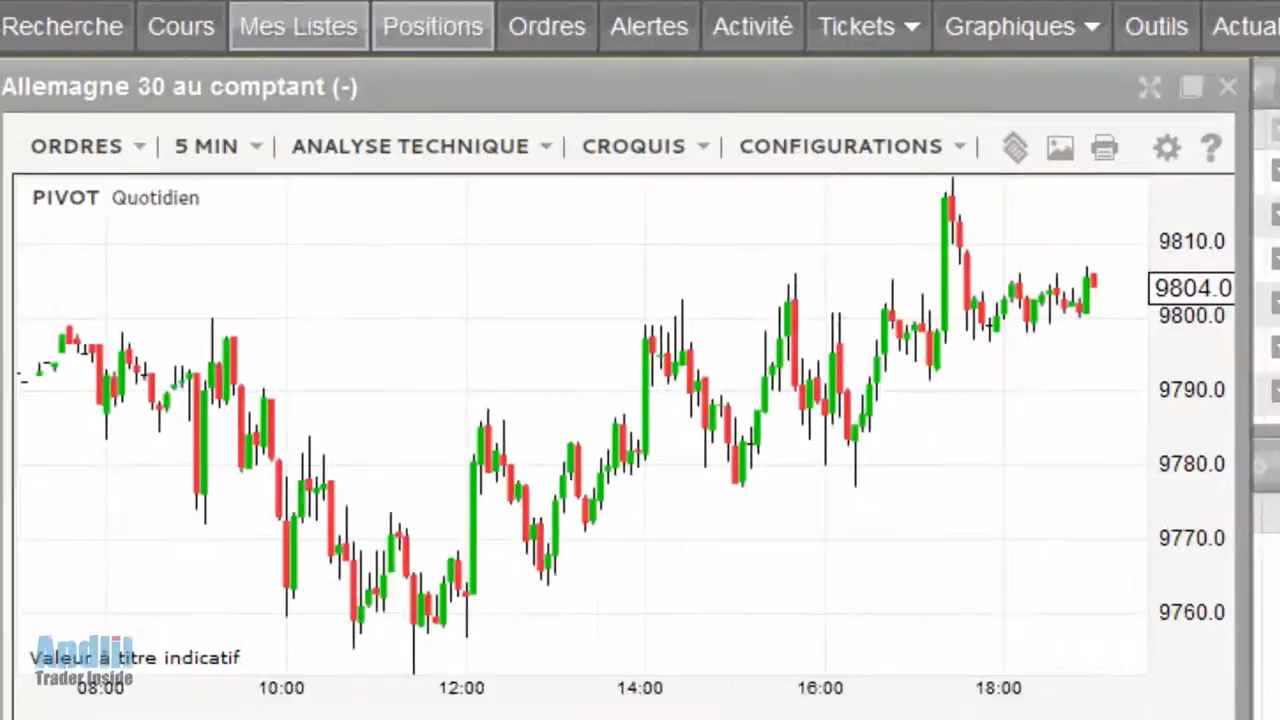 Recherche Cours Mes Listes Positions Ordres Alertes Activité Tickets Graphiques Outils Actual
Allemagne 30 au comptant (-)
ORDRES | 5 MIN | ANALYSE TECHNIQUE | CROQUIS | CONFIGURATIONS | ?
PIVOT Quotidien
9810.0
9804.0
9800.0
9790.0
9780.0
9770.0
9760.0
Andlil
Valeur à titre indicatif
Trader Inside
08:00 10:00 12:00 14:00 16:00 18:00